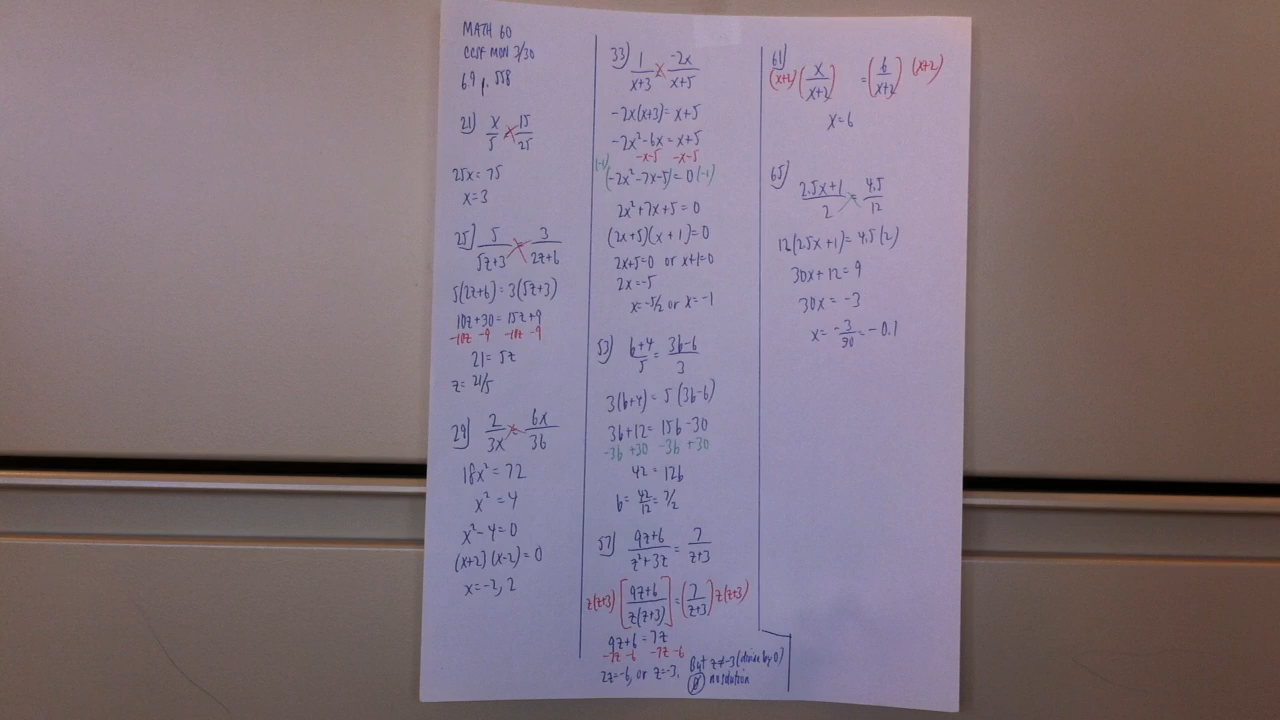 MATH 60
CCSF MON 3/30
6.9 p. 558
21) x/5 = 15/25
25x = 75
x = 3
25) 5/(5z+3) = 3/(2z+6)
5(2z+6) = 3(5z+3)
10z+30 = 15z+9
-10z -9 -10z -9
21 = 5z
z = 21/5
29) 2/3x = 6x/36
18x² = 72
x² = 4
x² - 4 = 0
(x+2)(x-2) = 0
x = -2, 2
33) 1/(x+3) = -2x/(x+5)
-2x(x+3) = x+5
-2x² -6x = x+5
-x-5 -x-5
(-1)(-2x² -7x -5) = 0 (-1)
2x² +7x +5 = 0
(2x+5)(x+1) = 0
2x+5=0 or x+1=0
2x = -5
x = -5/2 or x = -1
53) (b+4)/5 = (3b-6)/3
3(b+4) = 5(3b-6)
3b+12 = 15b-30
-3b +30 -3b +30
42 = 12b
b = 42/12 = 7/2
57) (9z+6)/(z²+3z) = 7/(z+3)
z(z+3) [(9z+6)/z(z+3)] = (7/(z+3)) z(z+3)
9z+6 = 7z
-7z -6 -7z -6
2z = -6, or z = -3. But z ≠ -3 (divide by 0)
∅ no solution
61)
(x+2) (x/(x+2)) = (6/(x+2)) (x+2)
x = 6
65)
(2.5x+1)/2 = 4.5/12
12(2.5x+1) = 4.5(2)
30x+12 = 9
30x = -3
x = -3/30 = -0.1